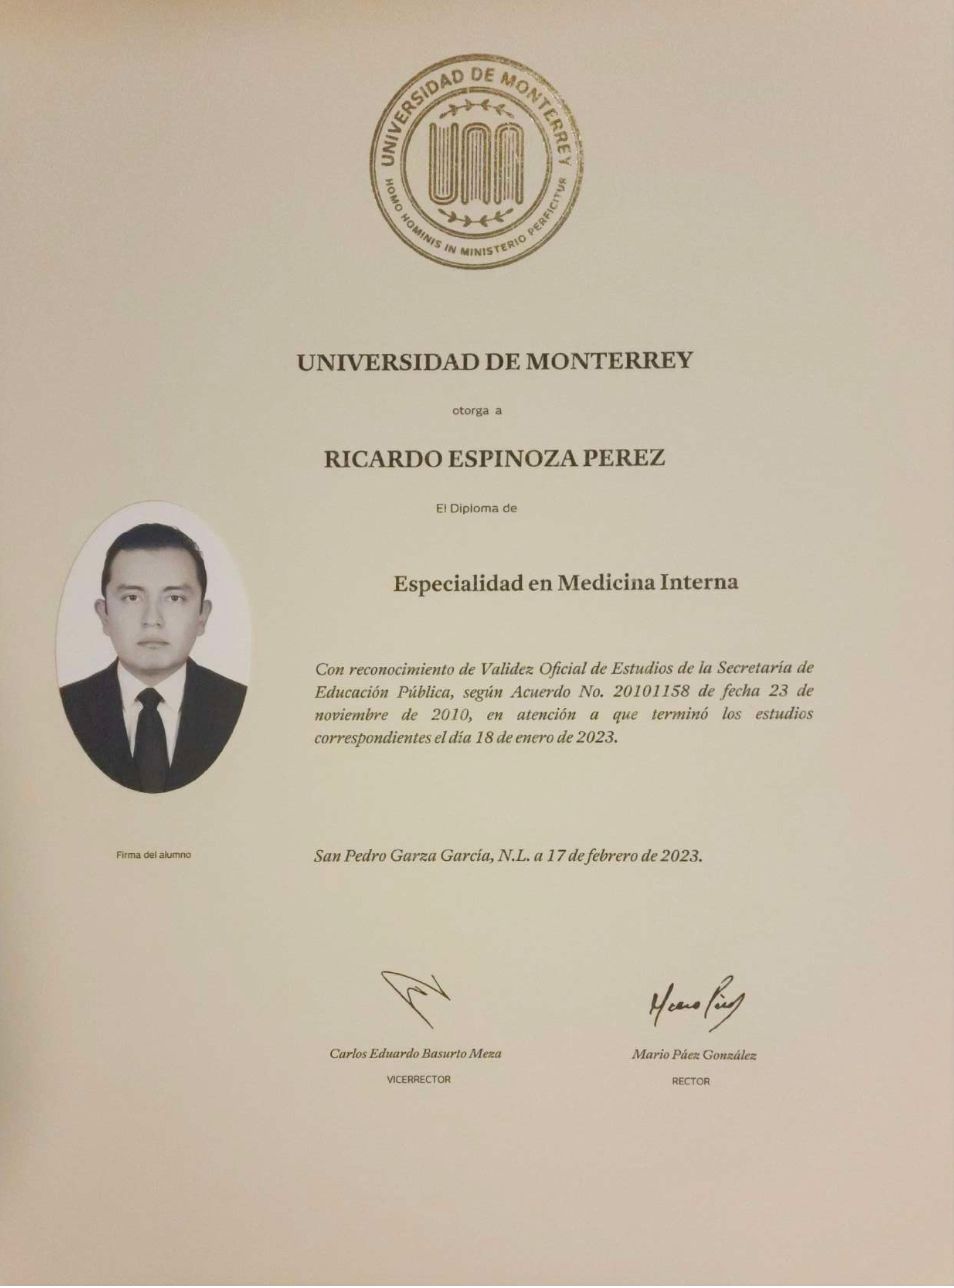 UNIVERSIDAD DE MONTERREY
HOMO HOMINIS IN MINISTERIO PERFICITUR
UNIVERSIDAD DE MONTERREY
otorga a
RICARDO ESPINOZA PEREZ
El Diploma de
Especialidad en Medicina Interna
Con reconocimiento de Validez Oficial de Estudios de la Secretaría de
Educación Pública, según Acuerdo No. 20101158 de fecha 23 de
noviembre de 2010, en atención a que terminó los estudios
correspondientes el día 18 de enero de 2023.
Firma del alumno
San Pedro Garza García, N.L. a 17 de febrero de 2023.
Carlos Eduardo Basurto Meza
VICERRECTOR
Mario Páez González
RECTOR